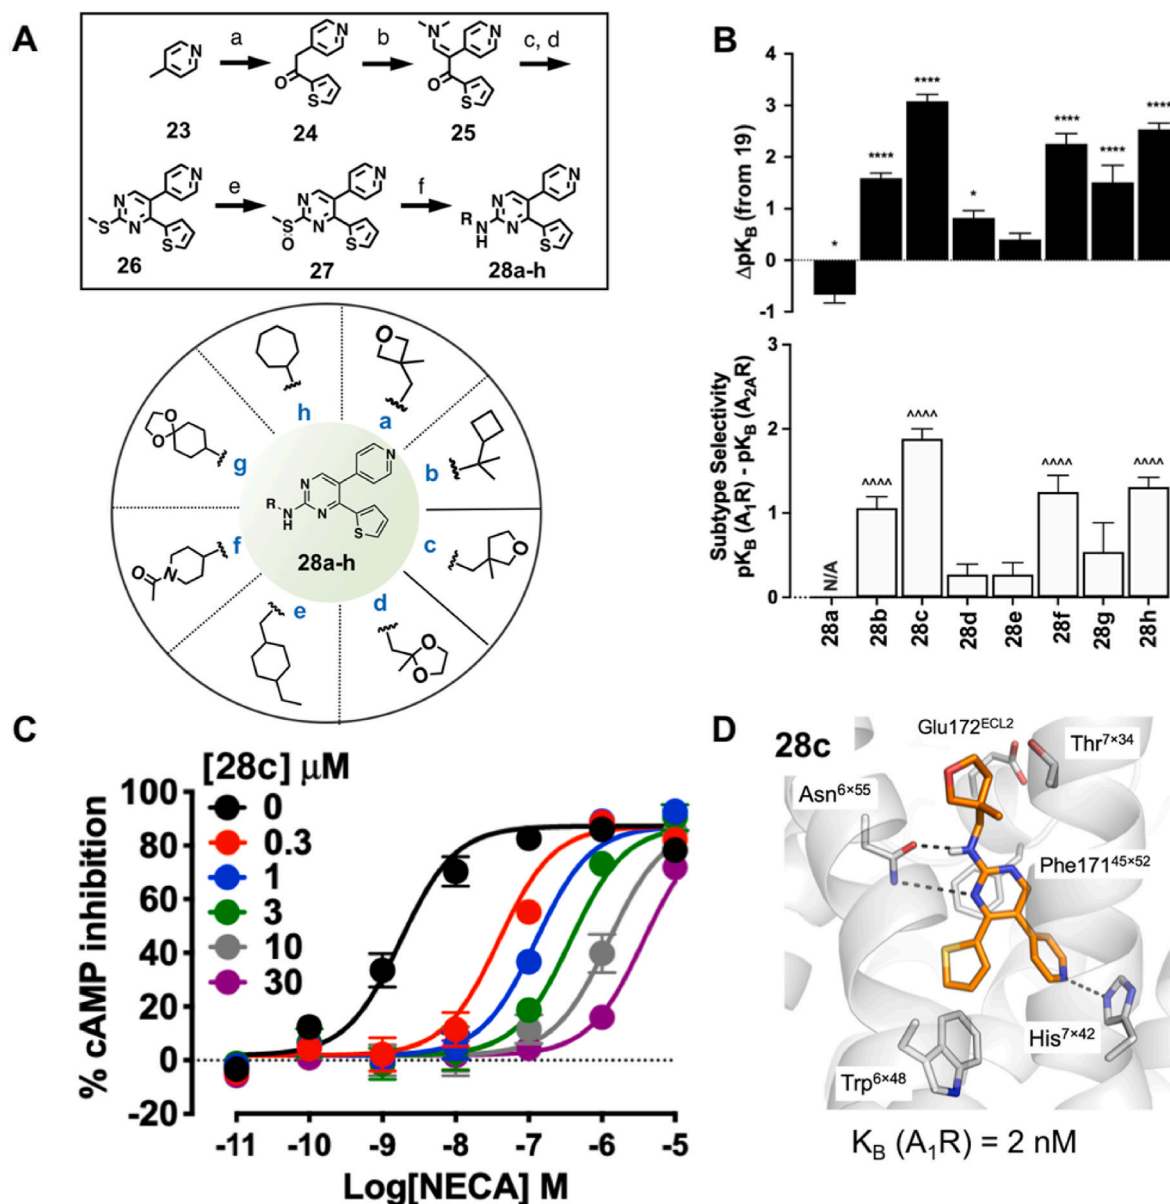 A
a
b
c, d
N
O
S
23
24
25
e
f
N
S
O
R
NH
26
27
28a-h
h
a
g
b
f
c
e
d
R
N
H
N
N
N
S
28a-h
B
ΔpKB (from 19)
4
3
2
1
0
-1
*
****
****
*
****
****
****
Subtype Selectivity
pKB (A1R) - pKB (A2AR)
3
2
1
0
N/A
^^^^
^^^^
^^^^
^^^^
28a
28b
28c
28d
28e
28f
28g
28h
C
[28c] μM
0
0.3
1
3
10
30
% cAMP inhibition
100
80
60
40
20
0
-20
-11
-10
-9
-8
-7
-6
-5
Log[NECA] M
D
28c
Glu172ECL2
Thr7×34
Asn6×55
Phe17145×52
His7×42
Trp6×48
KB (A1R) = 2 nM